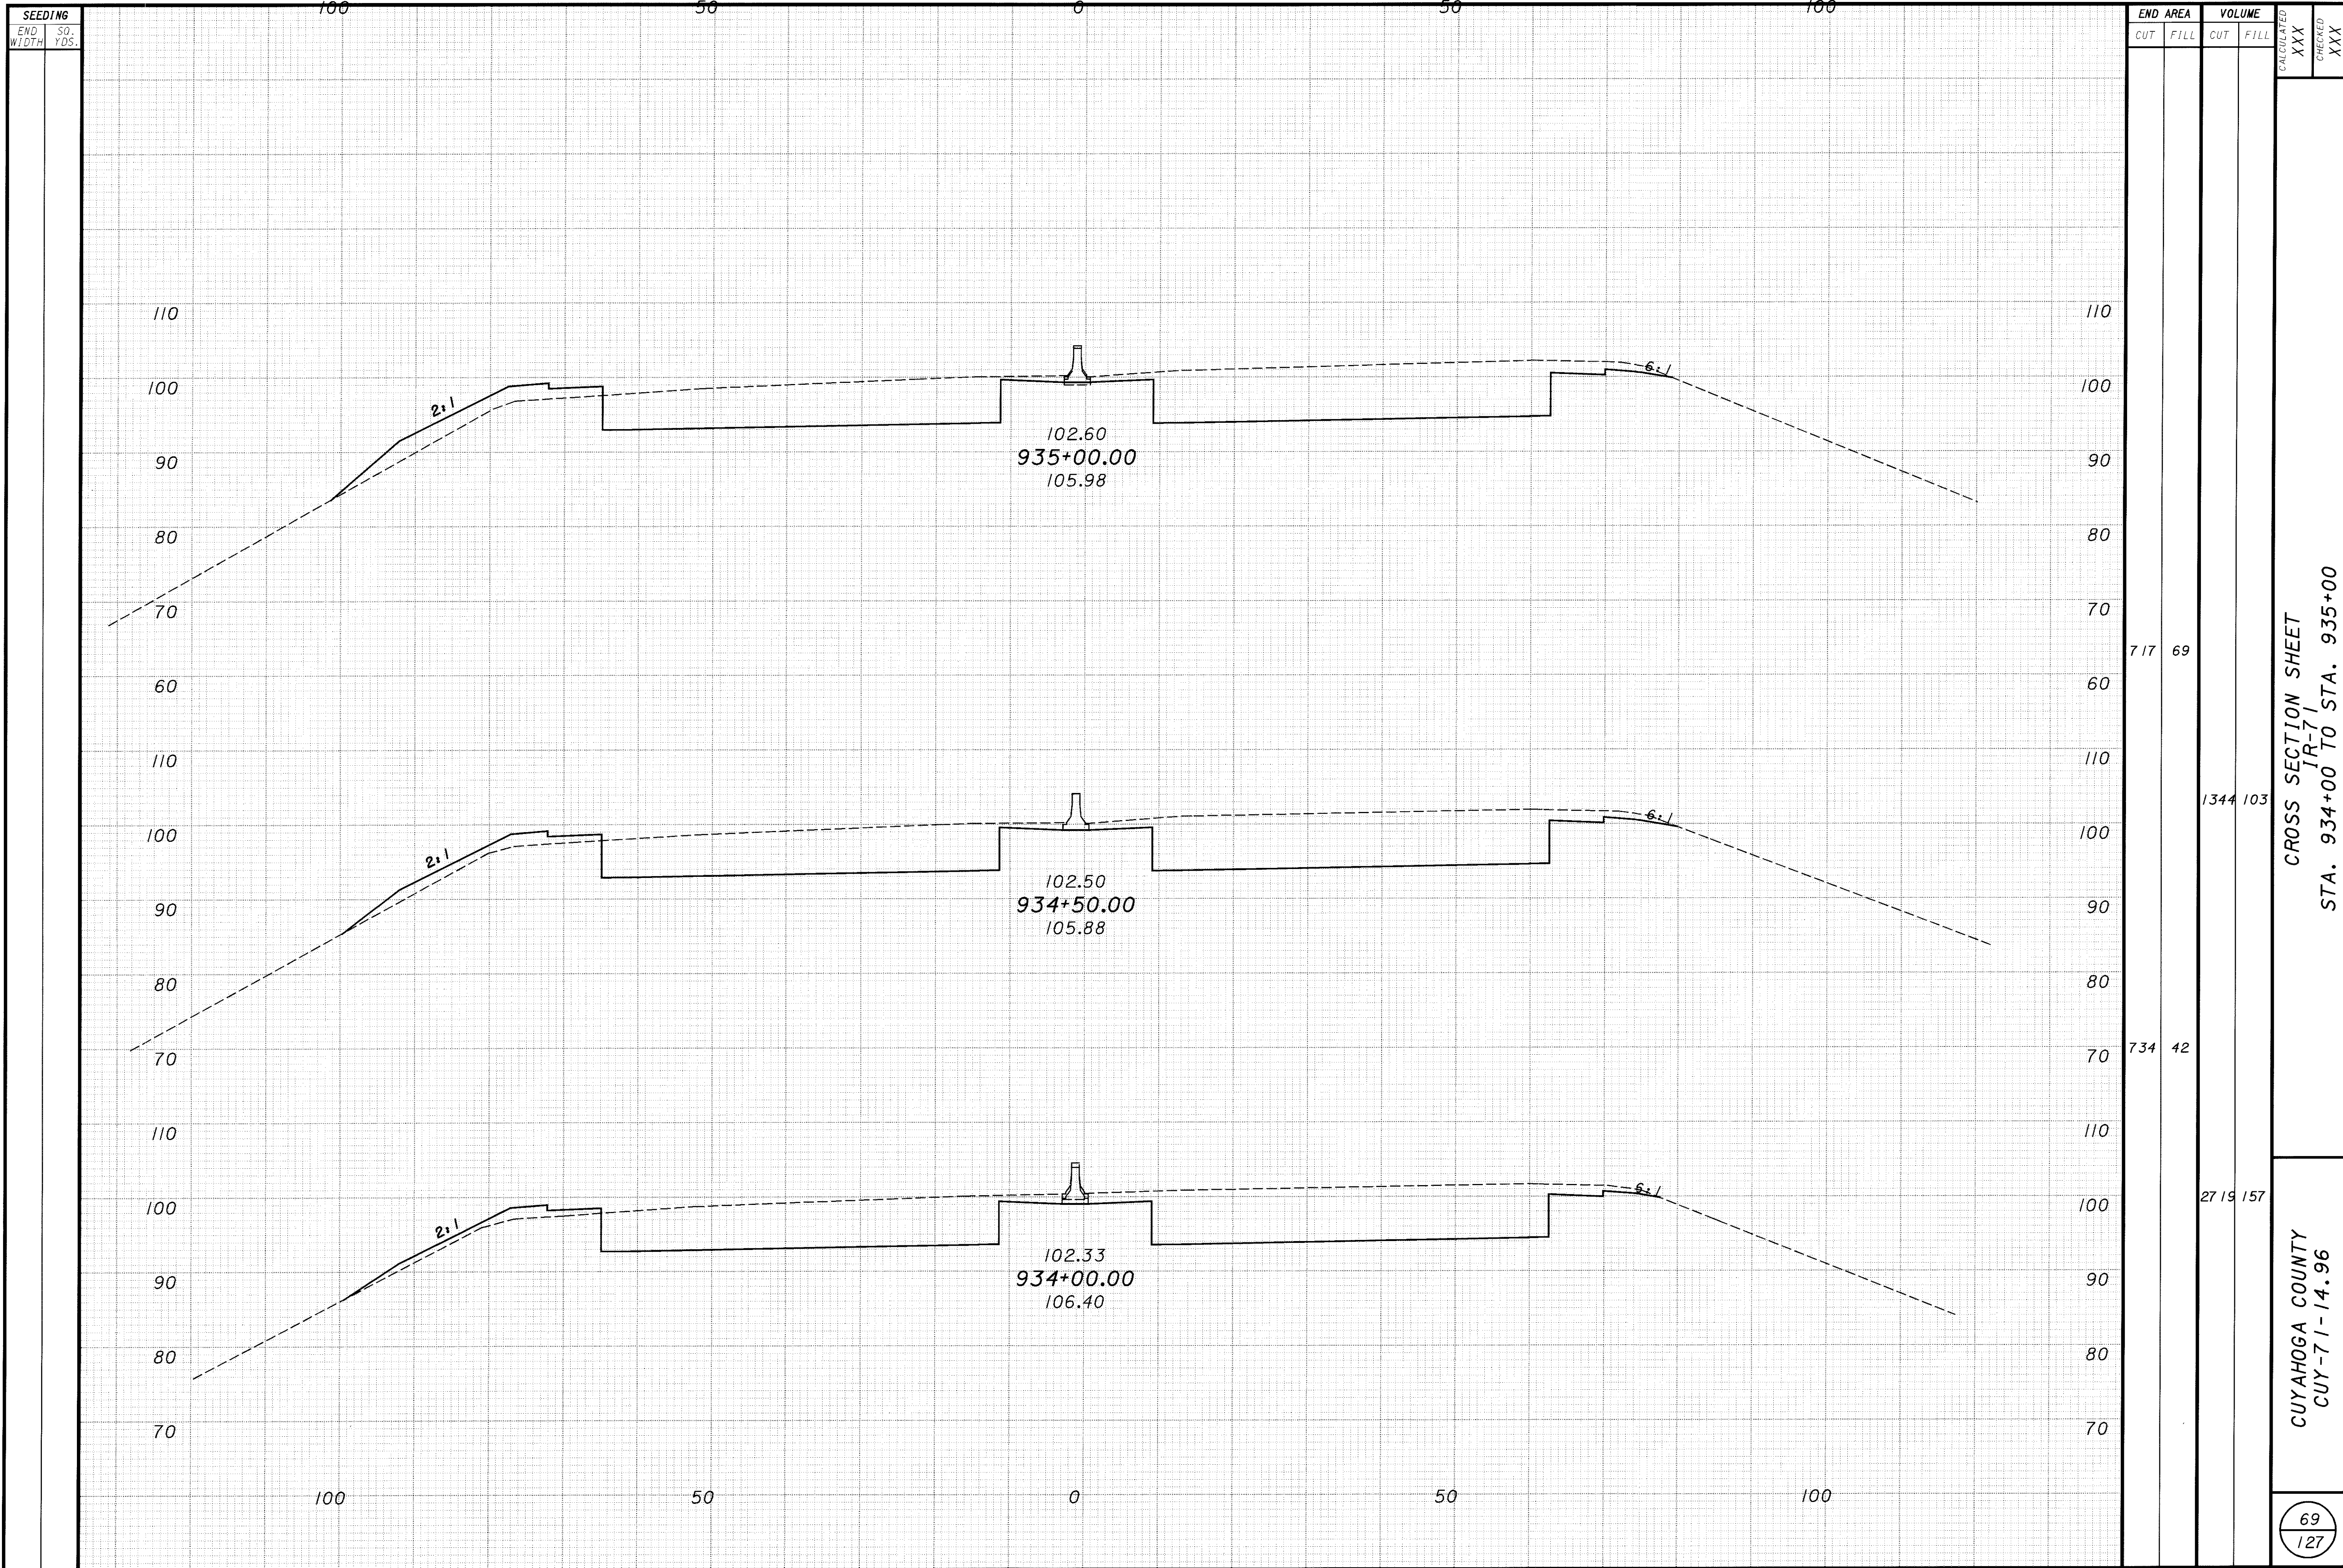 100 50 0 50 100
SEEDING
END WIDTH
SQ. YDS.
END AREA
VOLUME
CUT FILL CUT FILL
CALCULATED
XXX
CHECKED
XXX
110 110
100 100
2:1
6:1
102.60
935+00.00
105.98
90 90
80 80
70 70
717 69
60 60
110 110
1344 103
100 100
2:1
6:1
102.50
934+50.00
105.88
90 90
80 80
70 70
734 42
110 110
100 100
2719 157
2:1
6:1
102.33
934+00.00
106.40
90 90
80 80
70 70
100 50 0 50 100
CROSS SECTION SHEET
IR-71
STA. 934+00 TO STA. 935+00
CUYAHOGA COUNTY
CUY-71-14.96
69
127